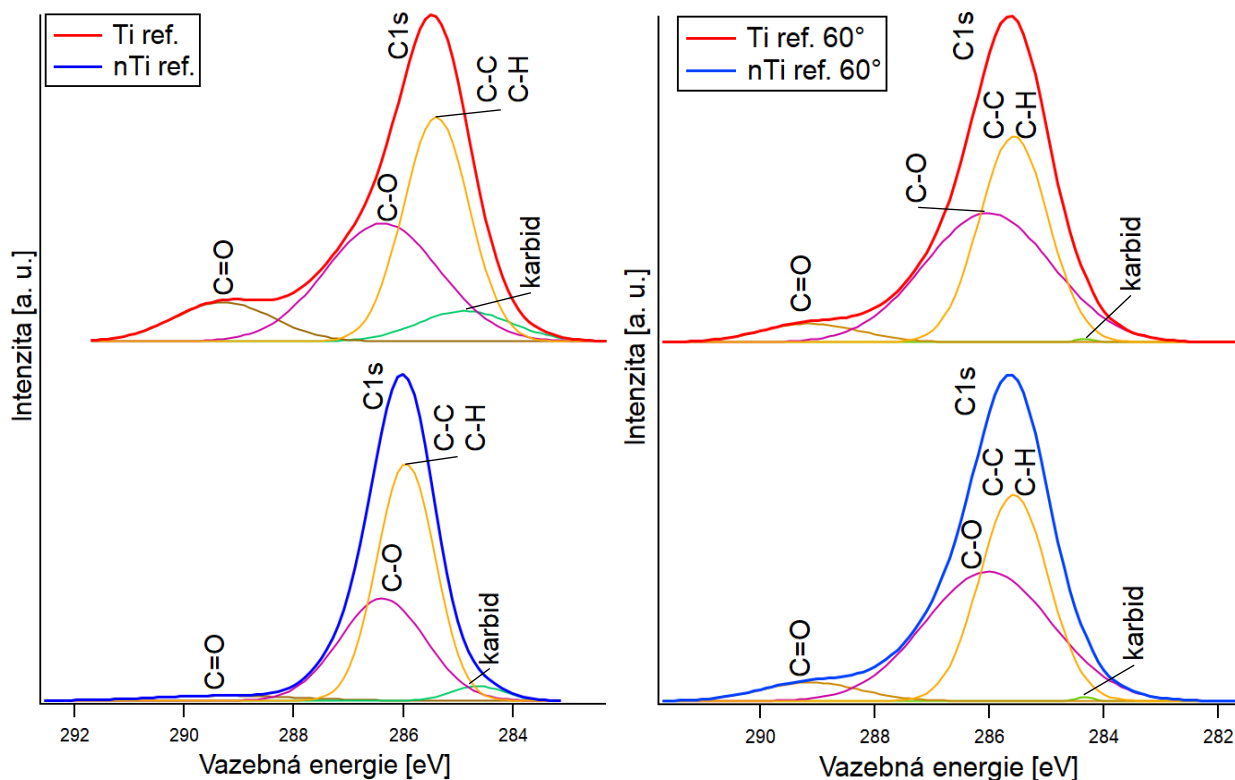 Ti ref.
nTi ref.
C1s
C-C
C-H
C-O
C=O
karbid
Intenzita [a. u.]
C1s
C-C
C-H
C-O
C=O
karbid
292
290
288
286
284
Vazebná energie [eV]
Ti ref. 60°
nTi ref. 60°
C1s
C-C
C-H
C-O
C=O
karbid
Intenzita [a. u.]
C1s
C-C
C-H
C-O
C=O
karbid
290
288
286
284
282
Vazebná energie [eV]